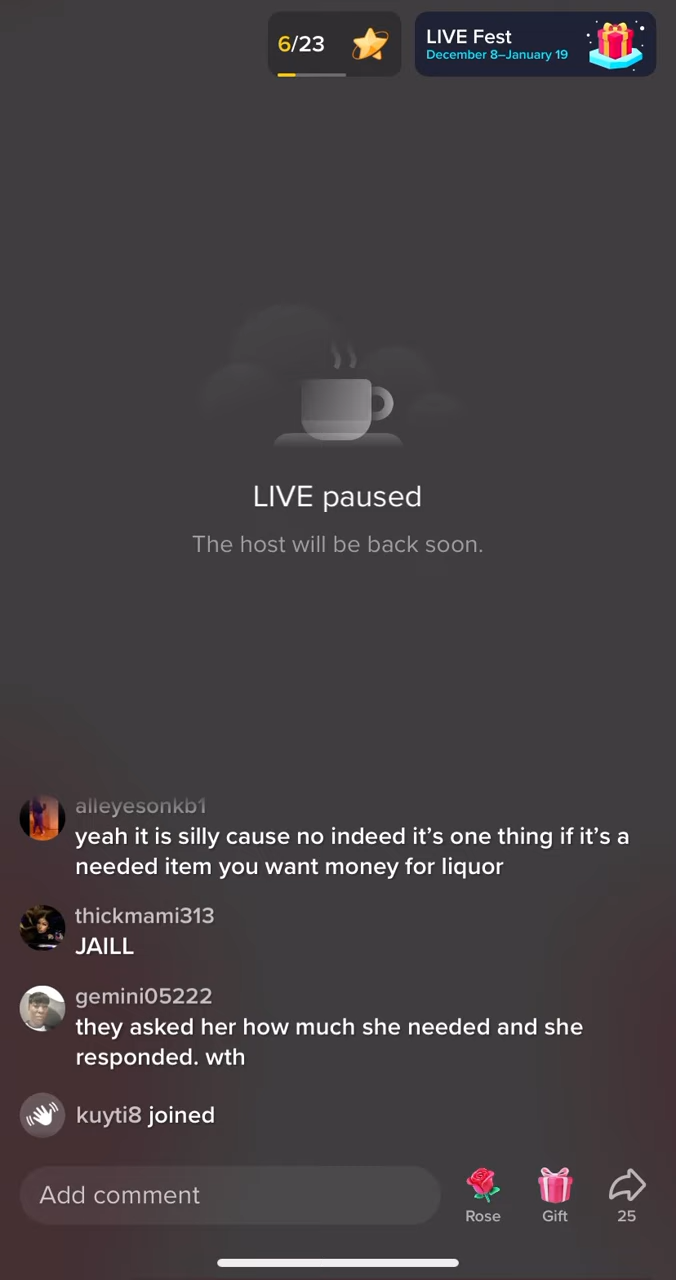 6/23
LIVE Fest
December 8–January 19
LIVE paused
The host will be back soon.
alleyesonkb1
yeah it is silly cause no indeed it’s one thing if it’s a
needed item you want money for liquor
thickmami313
JAILL
gemini05222
they asked her how much she needed and she
responded. wth
kuyti8 joined
Add comment
Rose
Gift
25